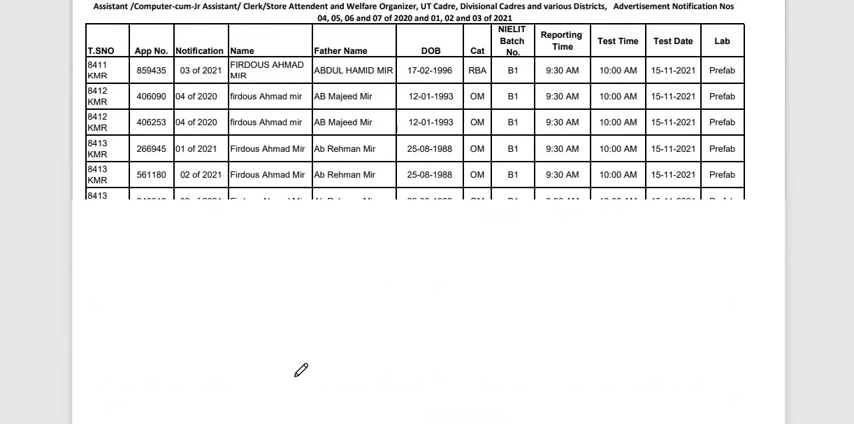 Assistant /Computer-cum-Jr Assistant/ Clerk/Store Attendent and Welfare Organizer, UT Cadre, Divisional Cadres and various Districts, Advertisement Notification Nos
04, 05, 06 and 07 of 2020 and 01, 02 and 03 of 2021
T.SNO App No. Notification Name Father Name DOB Cat NIELIT Batch No. Reporting Time Test Time Test Date Lab
8411 KMR 859435 03 of 2021 FIRDOUS AHMAD MIR ABDUL HAMID MIR 17-02-1996 RBA B1 9:30 AM 10:00 AM 15-11-2021 Prefab
8412 KMR 406090 04 of 2020 firdous Ahmad mir AB Majeed Mir 12-01-1993 OM B1 9:30 AM 10:00 AM 15-11-2021 Prefab
8412 KMR 406253 04 of 2020 firdous Ahmad mir AB Majeed Mir 12-01-1993 OM B1 9:30 AM 10:00 AM 15-11-2021 Prefab
8413 KMR 266945 01 of 2021 Firdous Ahmad Mir Ab Rehman Mir 25-08-1988 OM B1 9:30 AM 10:00 AM 15-11-2021 Prefab
8413 KMR 561180 02 of 2021 Firdous Ahmad Mir Ab Rehman Mir 25-08-1988 OM B1 9:30 AM 10:00 AM 15-11-2021 Prefab
8413